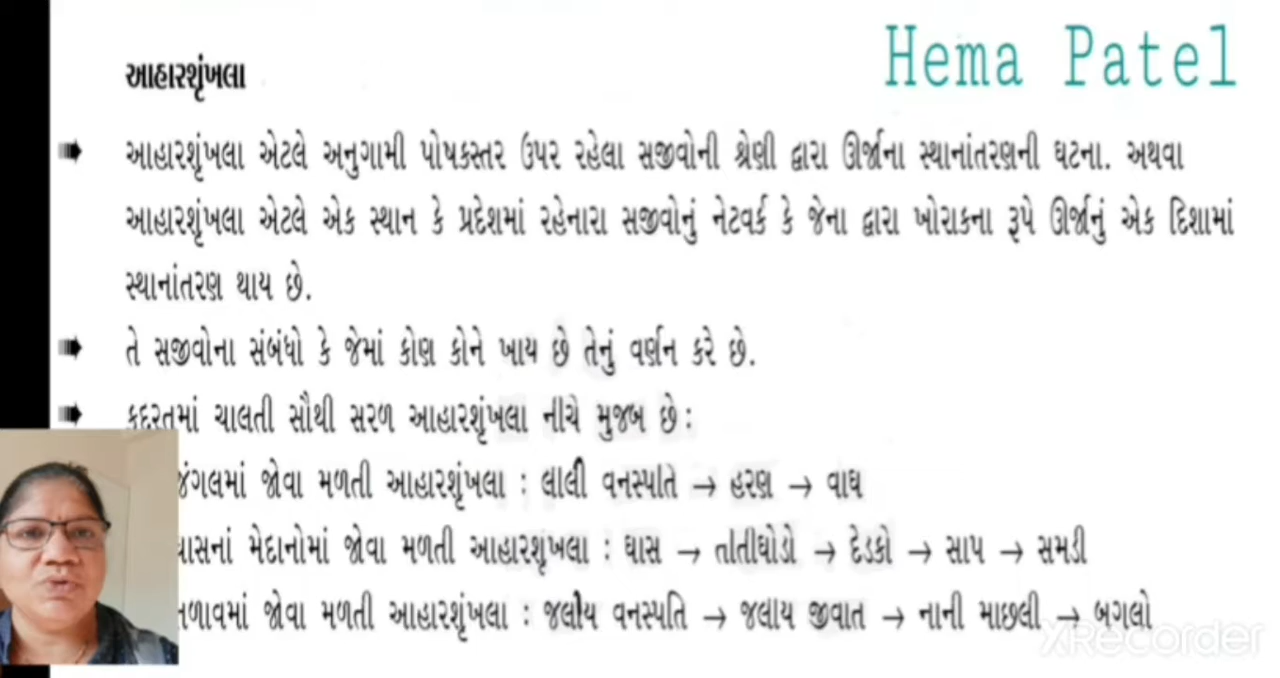 Hema Patel
આહારશૃંખલા
આહારશૃંખલા એટલે અનુગામી પોષકસ્તર ઉપર રહેલા સજીવોની શ્રેણી દ્વારા ઊર્જાના સ્થાનાંતરણની ઘટના. અથવા
આહારશૃંખલા એટલે એક સ્થાન કે પ્રદેશમાં રહેનારા સજીવોનું નેટવર્ક કે જેના દ્વારા ખોરાકના રૂપે ઊર્જાનું એક દિશામાં
સ્થાનાંતરણ થાય છે.
તે સજીવોના સંબંધો કે જેમાં કોણ કોને ખાય છે તેનું વર્ણન કરે છે.
કુદરતમાં ચાલતી સૌથી સરળ આહારશૃંખલા નીચે મુજબ છે :
જંગલમાં જોવા મળતી આહારશૃંખલા : લીલી વનસ્પતિ → હરણ → વાઘ
ઘાસનાં મેદાનોમાં જોવા મળતી આહારશૃંખલા : ઘાસ → તીતીઘોડો → દેડકો → સાપ → સમડી
તળાવમાં જોવા મળતી આહારશૃંખલા : જલીય વનસ્પતિ → જલીય જીવાત → નાની માછલી → બગલો
XRecorder